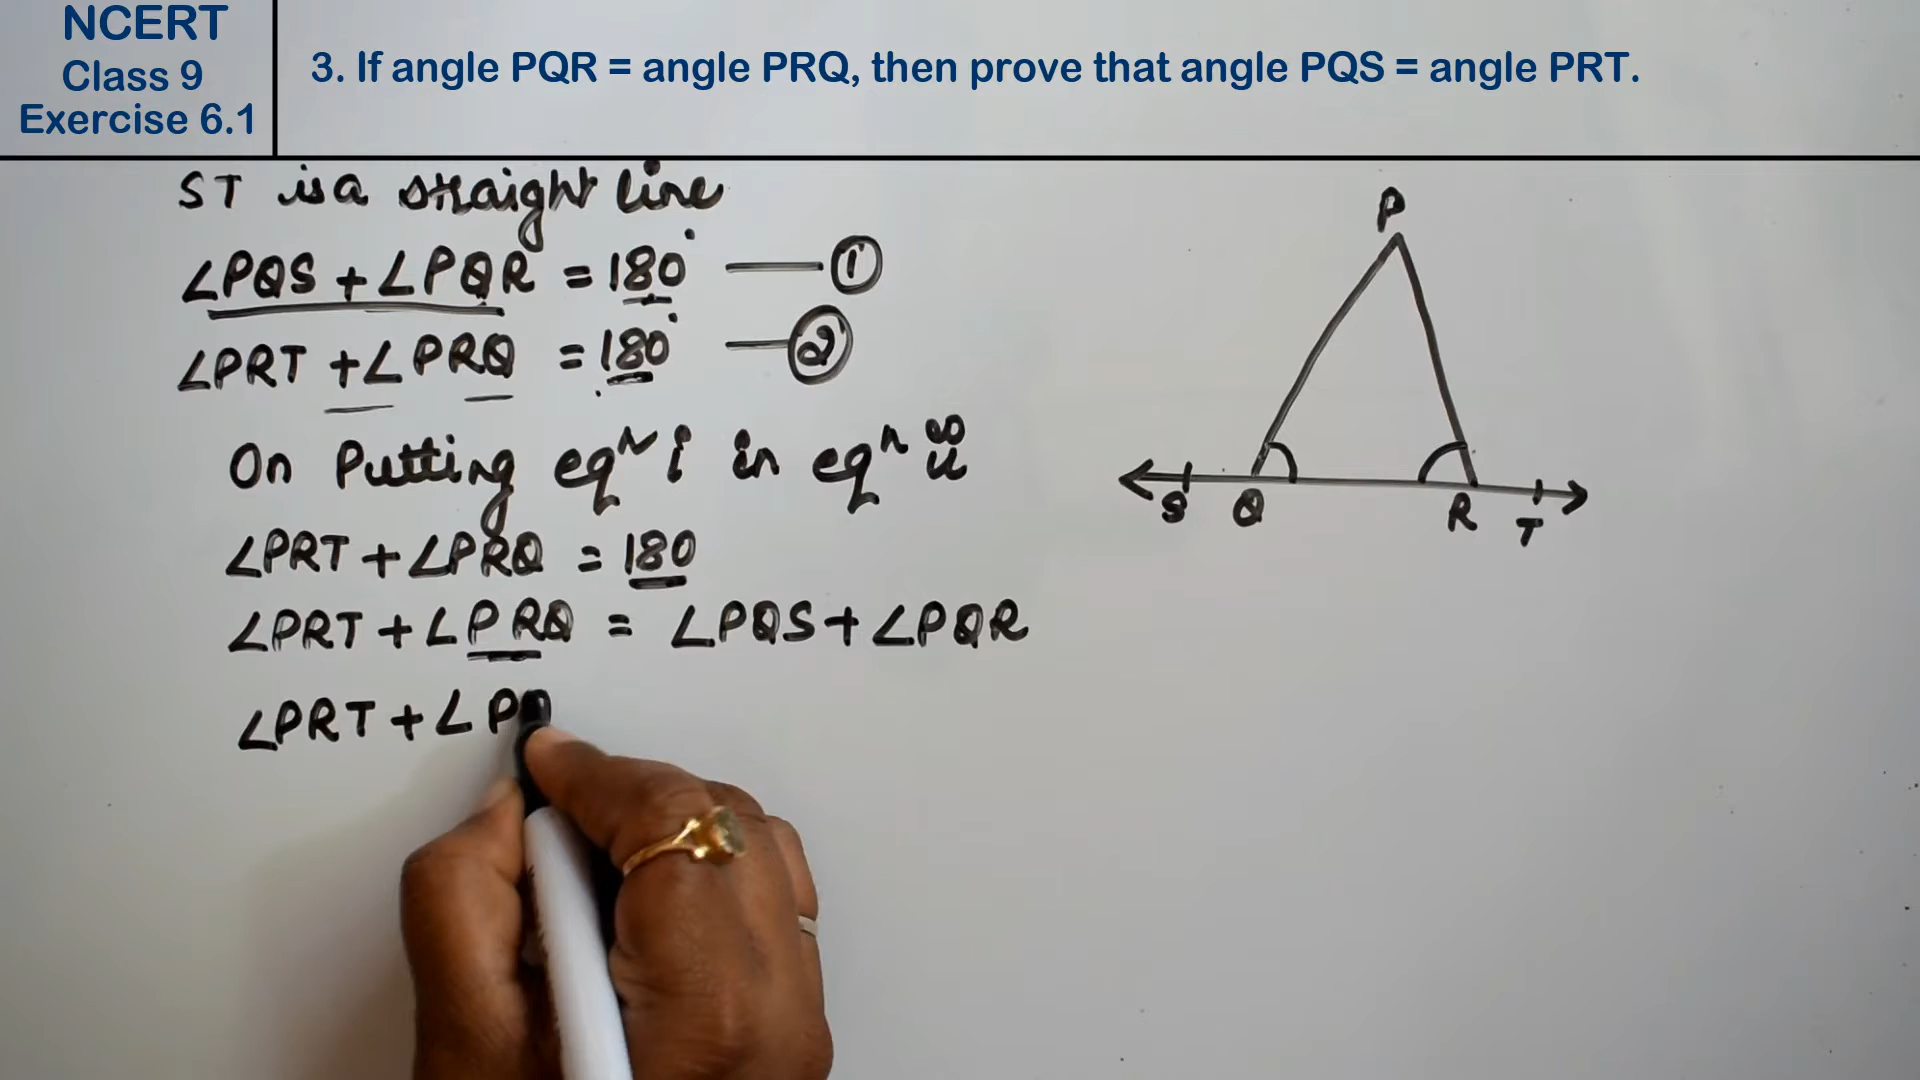 NCERT
Class 9
Exercise 6.1
3. If angle PQR = angle PRQ, then prove that angle PQS = angle PRT.
ST is a straight line
∠PQS + ∠PQR = 180° —— ①
∠PRT + ∠PRQ = 180° — ②
On Putting eqⁿ i in eqⁿ ii
∠PRT + ∠PRQ = 180
∠PRT + ∠PRQ = ∠PQS + ∠PQR
∠PRT + ∠P
P
S Q R T